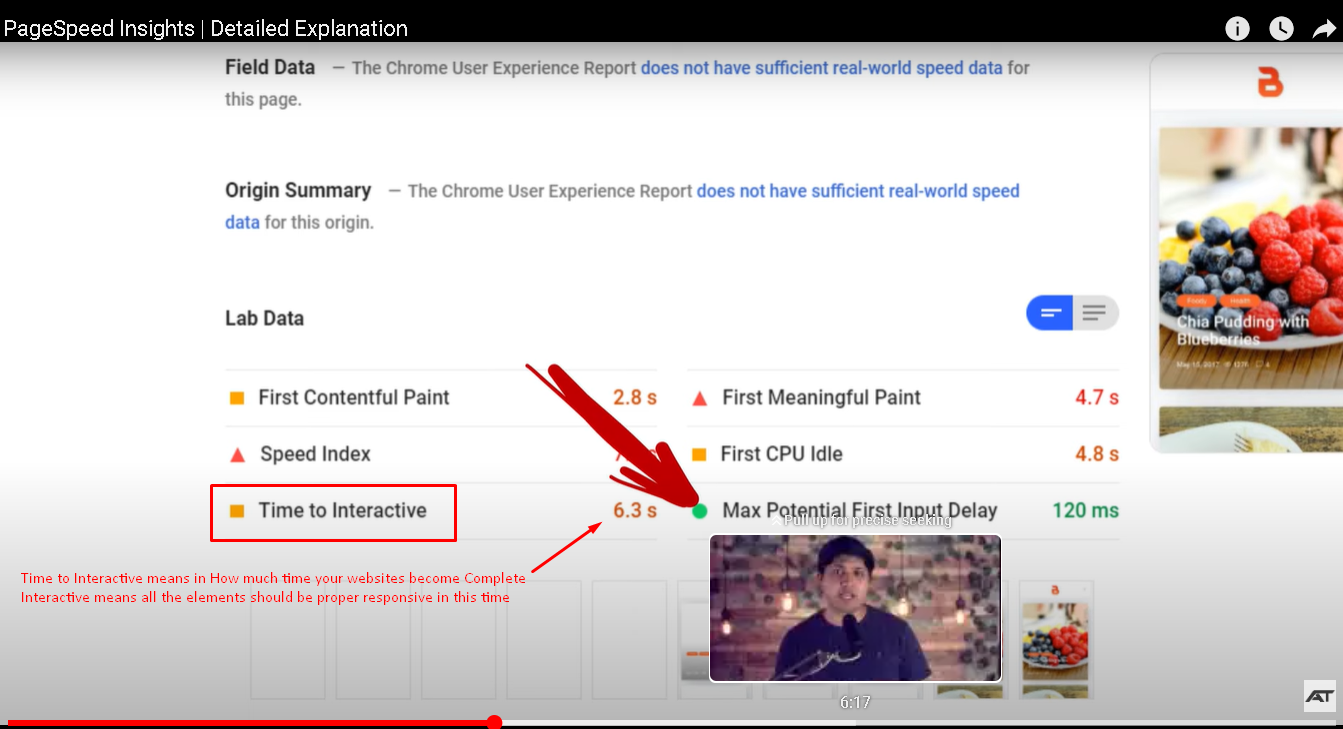 PageSpeed Insights | Detailed Explanation
Field Data — The Chrome User Experience Report does not have sufficient real-world speed data for
this page.
Origin Summary — The Chrome User Experience Report does not have sufficient real-world speed
data for this origin.
Lab Data
First Contentful Paint 2.8 s
First Meaningful Paint 4.7 s
Speed Index
First CPU Idle 4.8 s
Time to Interactive 6.3 s
Max Potential First Input Delay 120 ms
Pull up for precise seeking
Time to Interactive means in How much time your websites become Complete
Interactive means all the elements should be proper responsive in this time
6:17
B
Foody Health
Chia Pudding with
Blueberries
May 15, 2017
AT